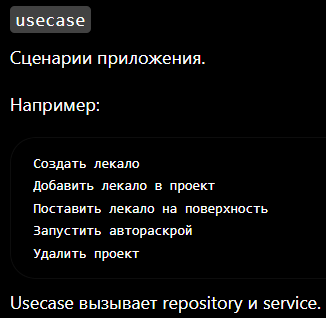 usecase
Сценарии приложения.
Например:
Создать лекало
Добавить лекало в проект
Поставить лекало на поверхность
Запустить автораскрой
Удалить проект
Usecase вызывает repository и service.